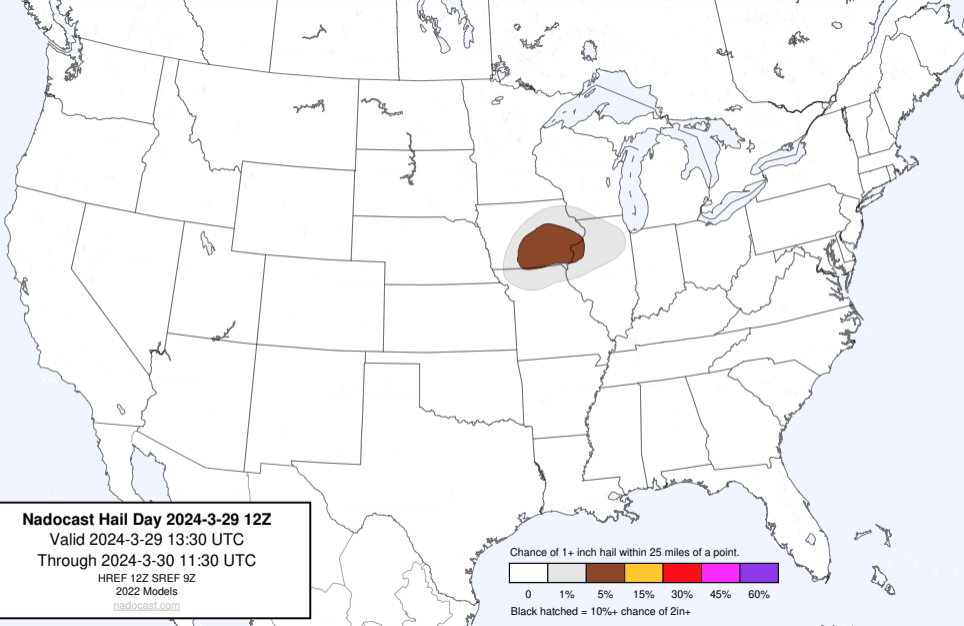 Nadocast Hail Day 2024-3-29 12Z
Valid 2024-3-29 13:30 UTC
Through 2024-3-30 11:30 UTC
HREF 12Z SREF 9Z
2022 Models
nadocast.com
Chance of 1+ inch hail within 25 miles of a point.
0 1% 5% 15% 30% 45% 60%
Black hatched = 10%+ chance of 2in+